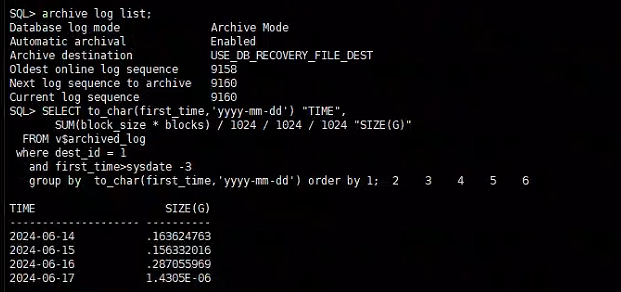 SQL> archive log list;
Database log mode              Archive Mode
Automatic archival             Enabled
Archive destination            USE_DB_RECOVERY_FILE_DEST
Oldest online log sequence     9158
Next log sequence to archive   9160
Current log sequence           9160
SQL> SELECT to_char(first_time,'yyyy-mm-dd') "TIME",
       SUM(block_size * blocks) / 1024 / 1024 / 1024 "SIZE(G)"
  FROM v$archived_log
 where dest_id = 1
   and first_time>sysdate -3
   group by  to_char(first_time,'yyyy-mm-dd') order by 1;  2    3    4    5    6
TIME                    SIZE(G)
-------------------- ----------
2024-06-14           .163624763
2024-06-15           .156332016
2024-06-16           .287055969
2024-06-17           1.4305E-06